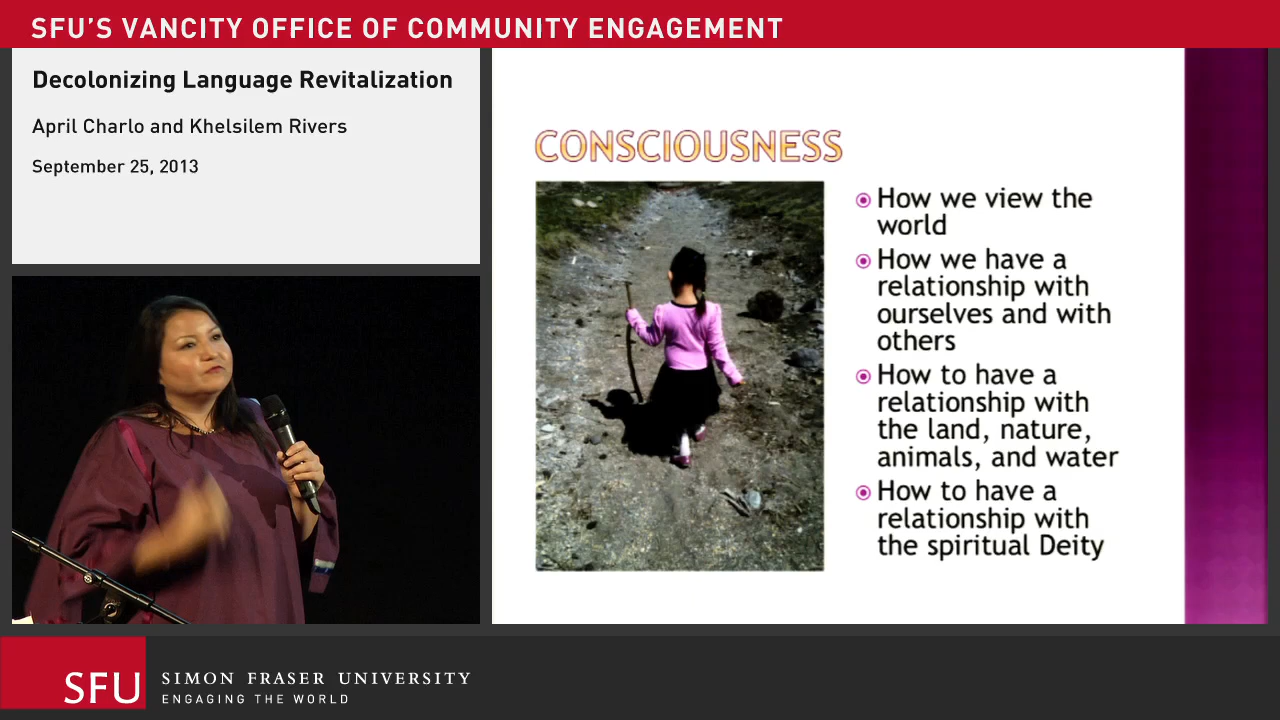 SFU'S VANCITY OFFICE OF COMMUNITY ENGAGEMENT
Decolonizing Language Revitalization
April Charlo and Khelsilem Rivers
September 25, 2013
CONSCIOUSNESS
How we view the
world
How we have a
relationship with
ourselves and with
others
How to have a
relationship with
the land, nature,
animals, and water
How to have a
relationship with
the spiritual Deity
SFU
SIMON FRASER UNIVERSITY
ENGAGING THE WORLD